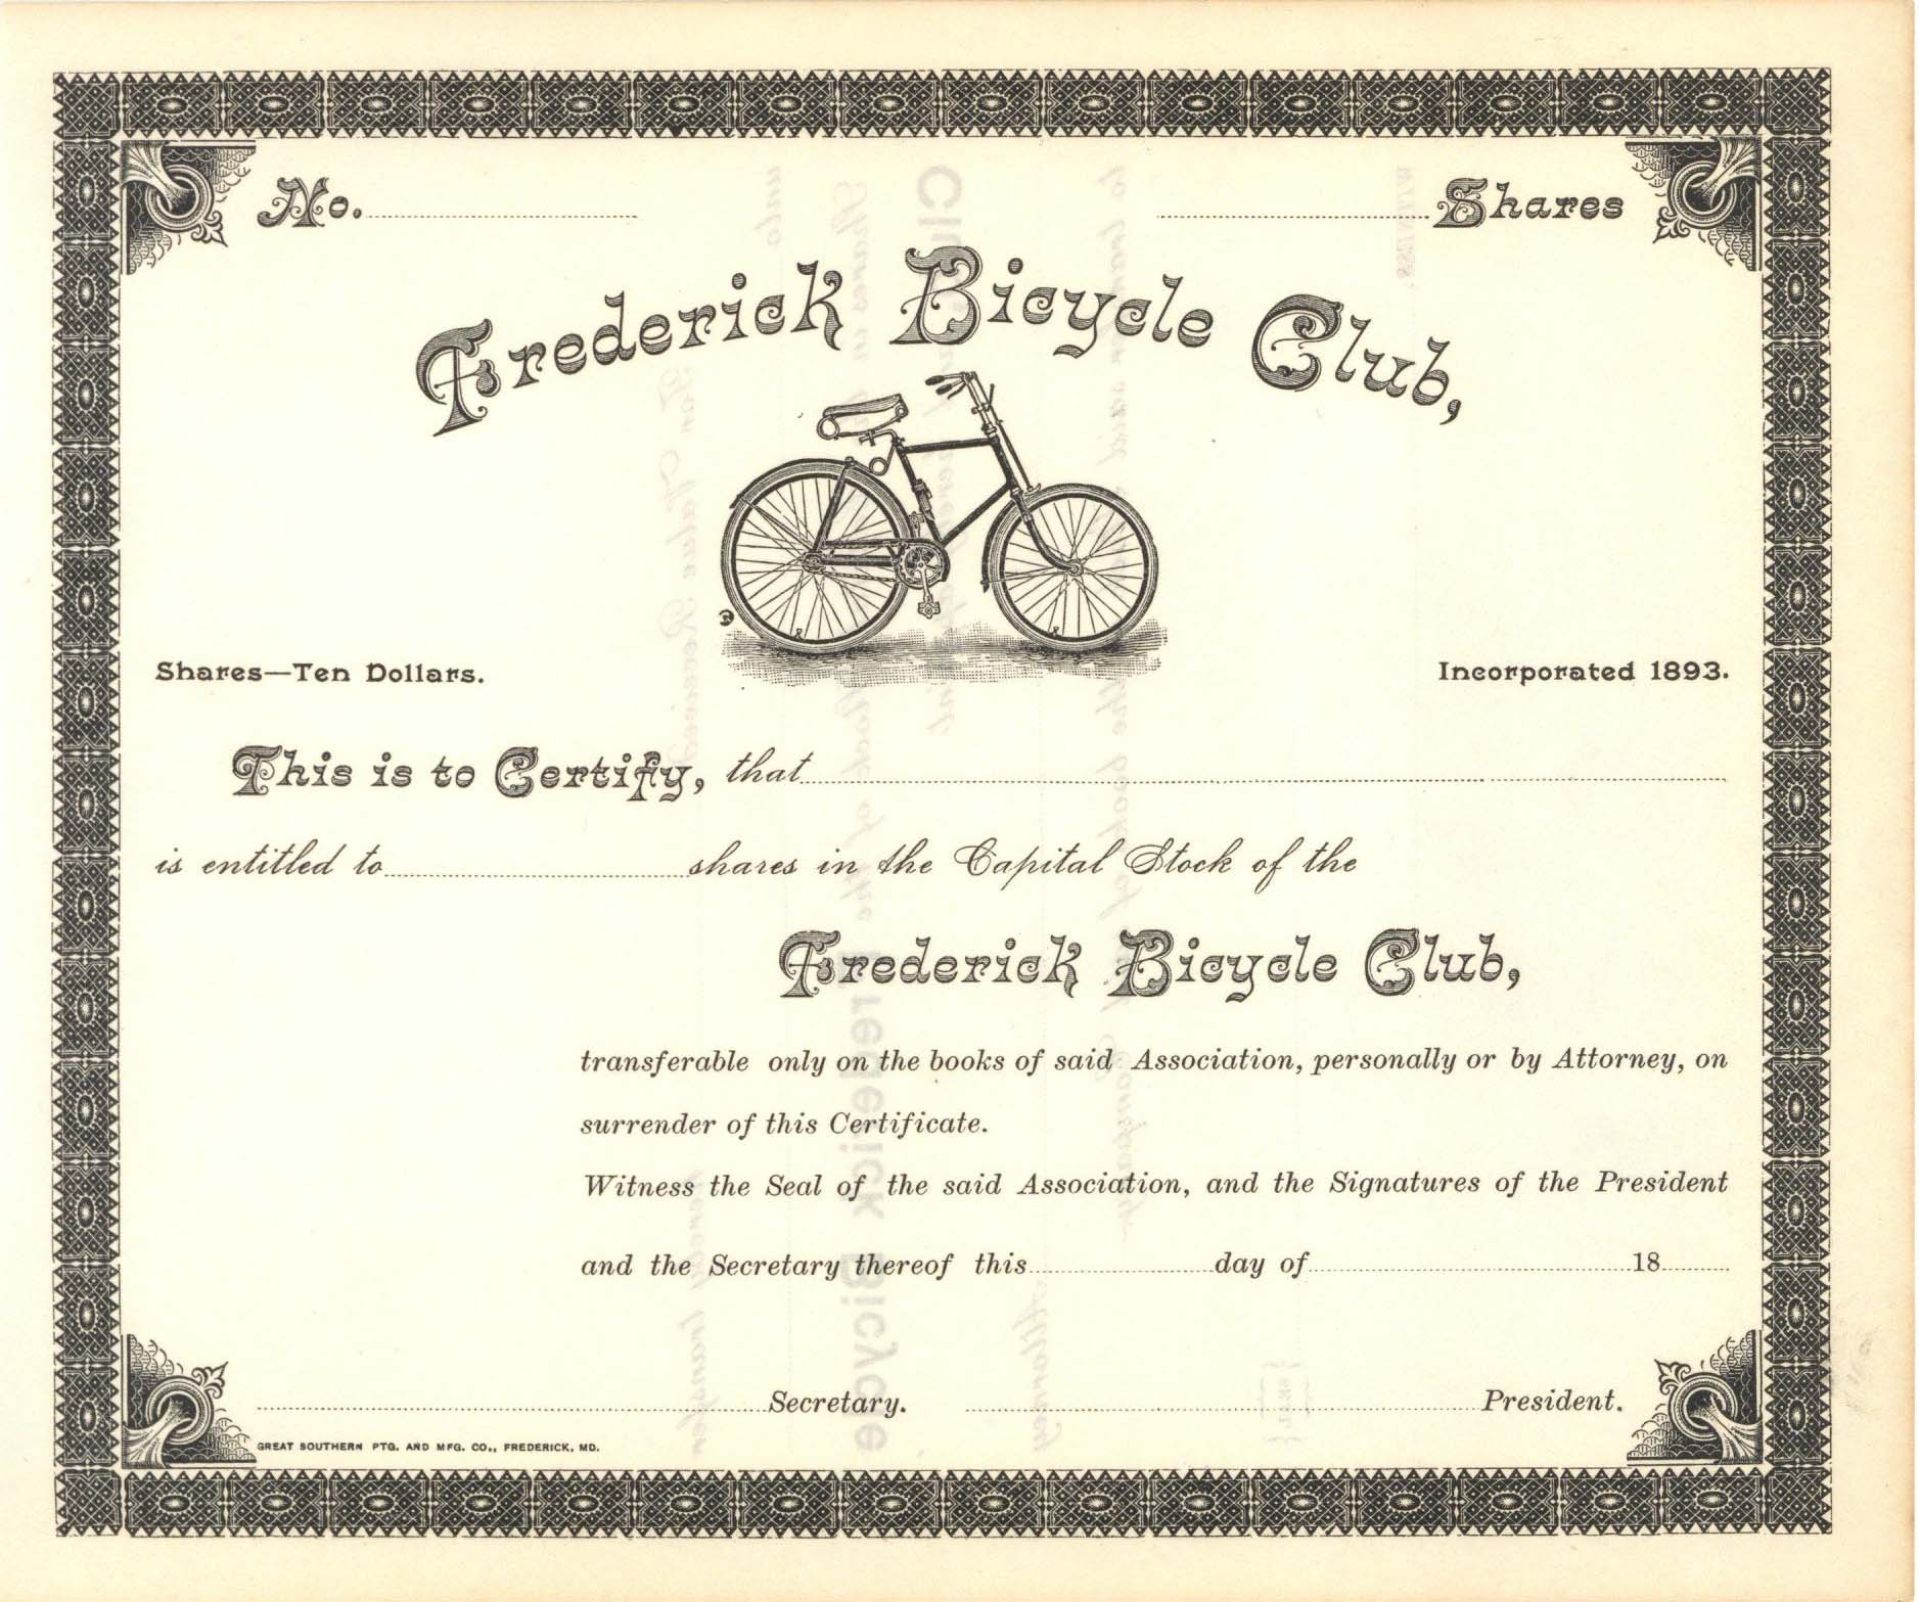 No.
Shares
Frederick Bicycle Club,
Shares—Ten Dollars.
Incorporated 1893.
This is to Certify, that
is entitled to shares in the Capital Stock of the
Frederick Bicycle Club,
transferable only on the books of said Association, personally or by Attorney, on
surrender of this Certificate.
Witness the Seal of the said Association, and the Signatures of the President
and the Secretary thereof this day of 18
Secretary. President.
GREAT SOUTHERN PTG. AND MFG. CO., FREDERICK, MD.